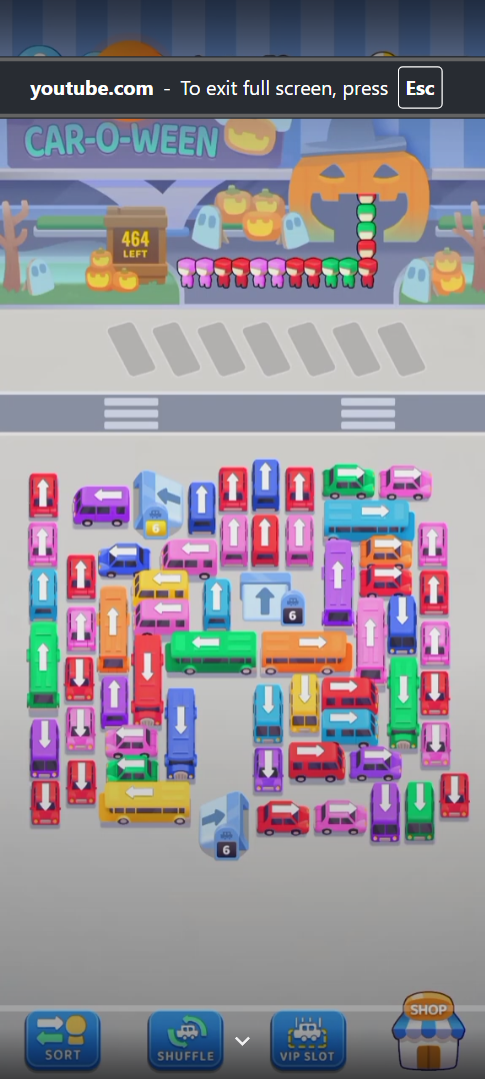 youtube.com - To exit full screen, press Esc
CAR-O-WEEN
464
LEFT
6
6
6
SHOP
SORT
SHUFFLE
VIP SLOT